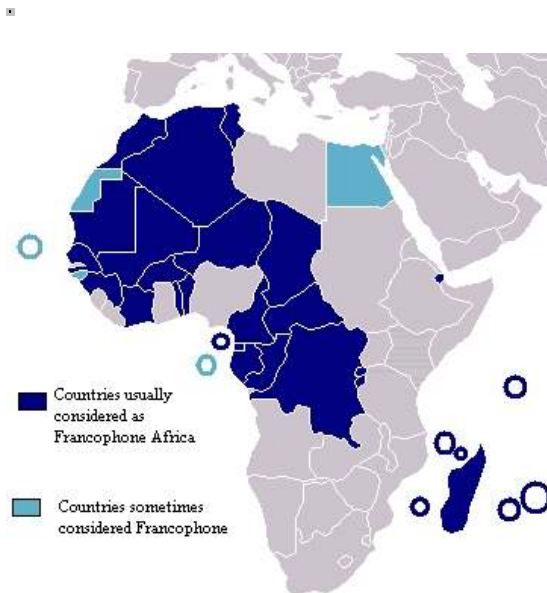 Countries usually
considered as
Francophone Africa
Countries sometimes
considered Francophone